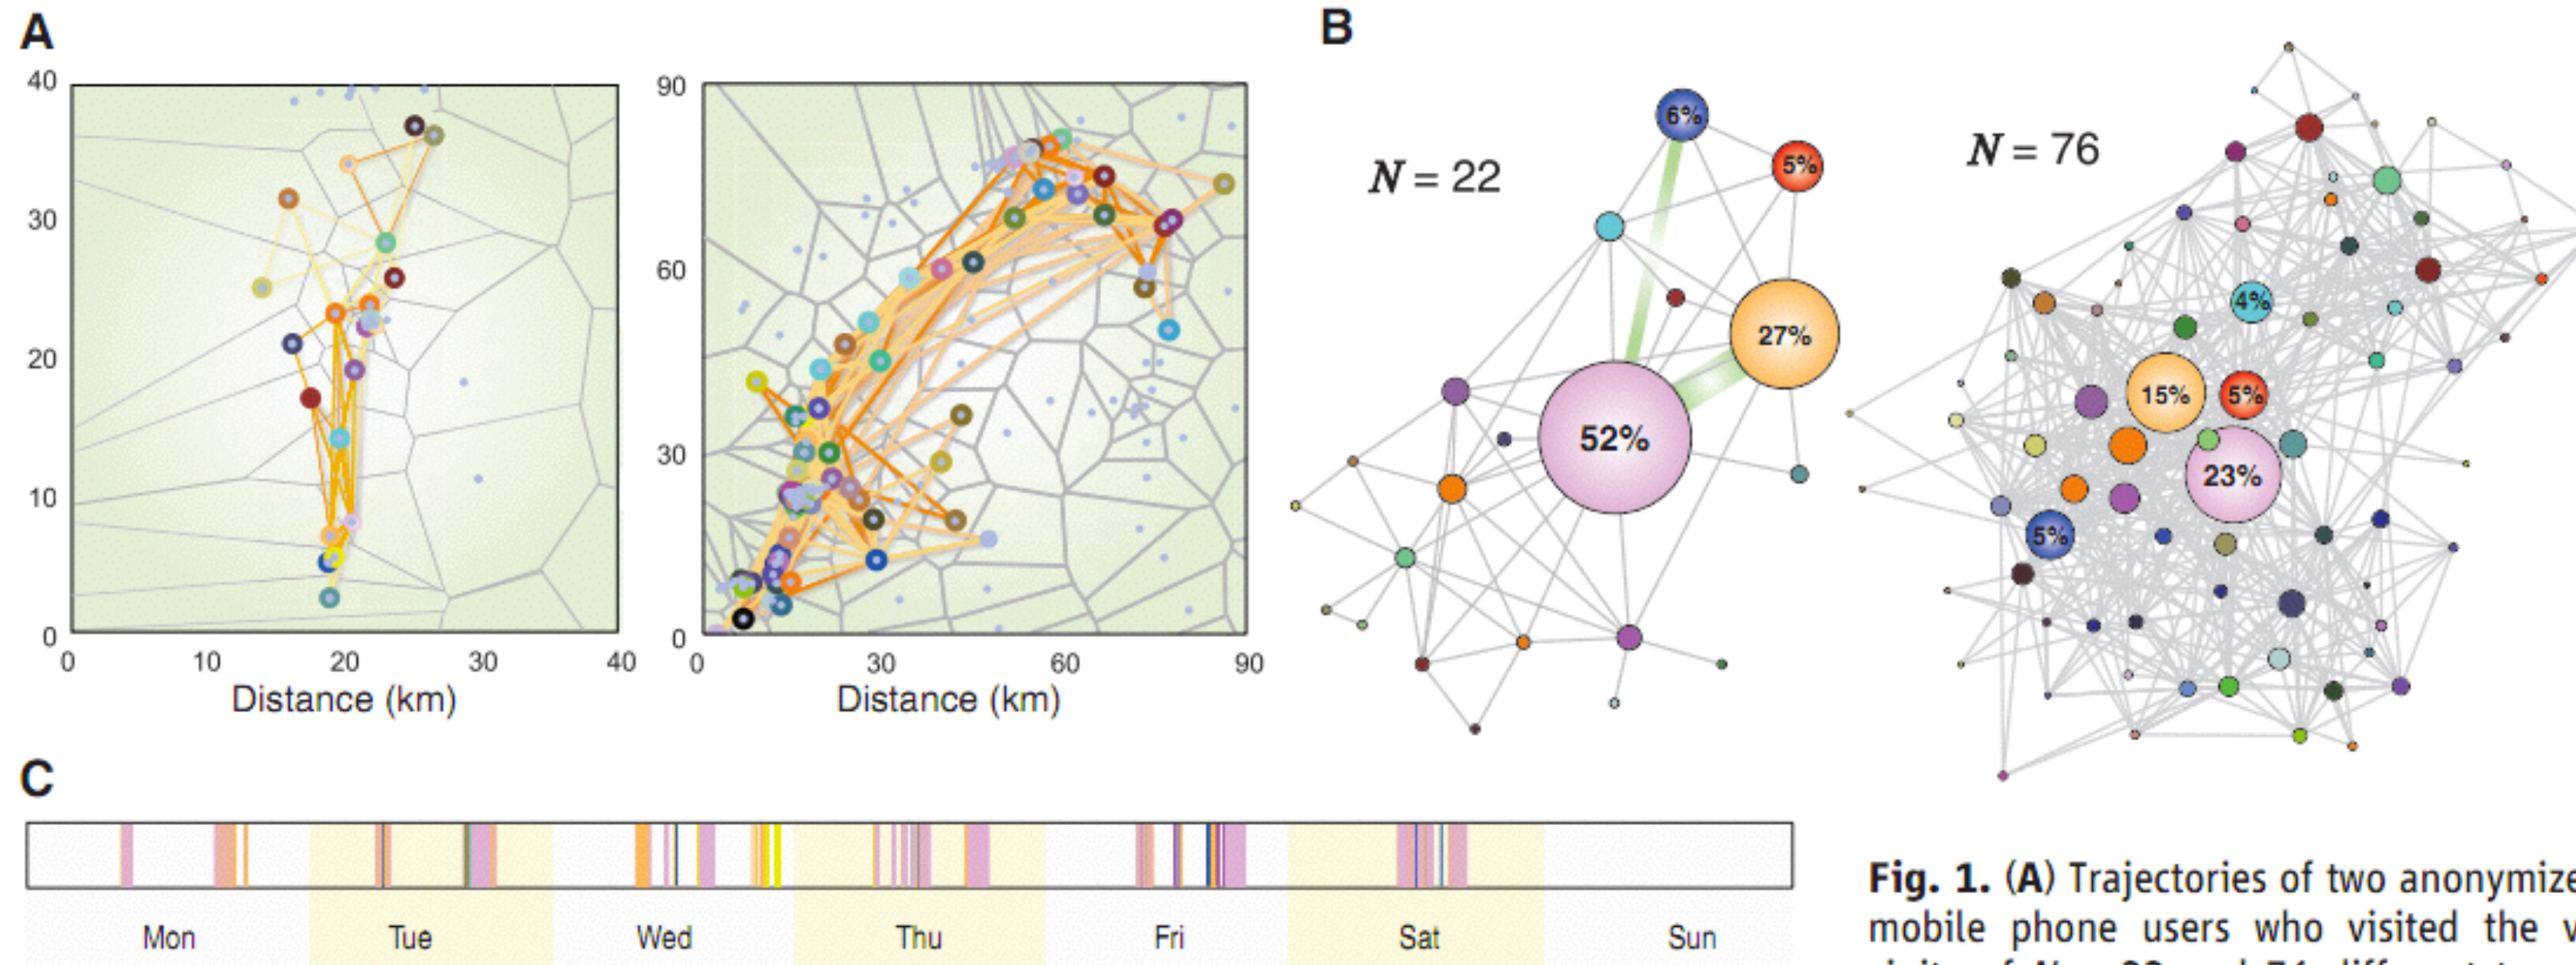 A
40
30
20
10
0
0 10 20 30 40
Distance (km)
90
60
30
0
0 30 60 90
Distance (km)
B
N = 22
6%
5%
27%
52%
N = 76
4%
15%
5%
23%
5%
C
Mon Tue Wed Thu Fri Sat Sun
Fig. 1. (A) Trajectories of two
mobile phone users who visited the